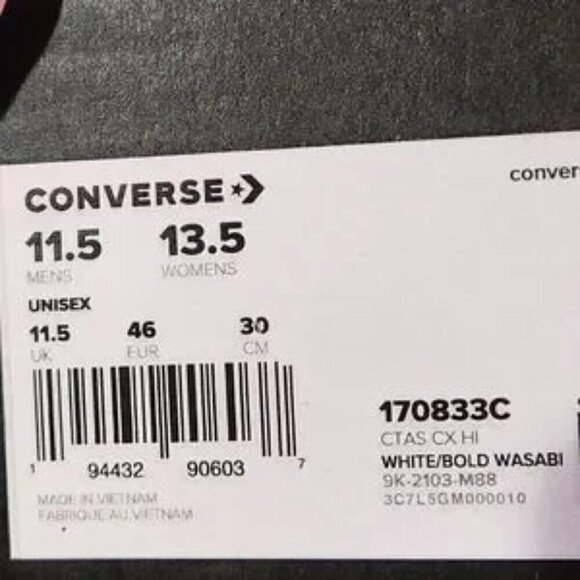 conver
CONVERSE
11.5 13.5
MENS WOMENS
UNISEX
11.5 46 30
UK EUR CM
1 94432 90603 7
MADE IN VIETNAM
FABRIQUE AU VIETNAM
170833C
CTAS CX HI
WHITE/BOLD WASABI
9K-2103-M88
3C7L5GM000010